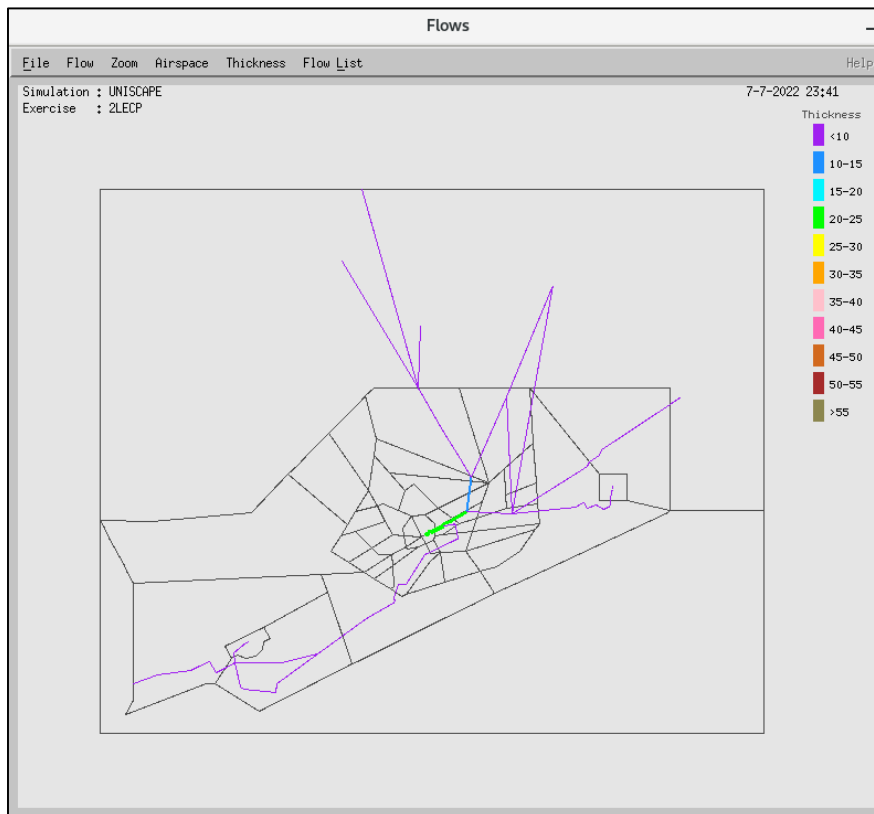 Flows
File Flow Zoom Airspace Thickness Flow List Help
Simulation : UNISCAPE 7-7-2022 23:41
Exercise : 2LECP
Thickness
<10
10-15
15-20
20-25
25-30
30-35
35-40
40-45
45-50
50-55
>55